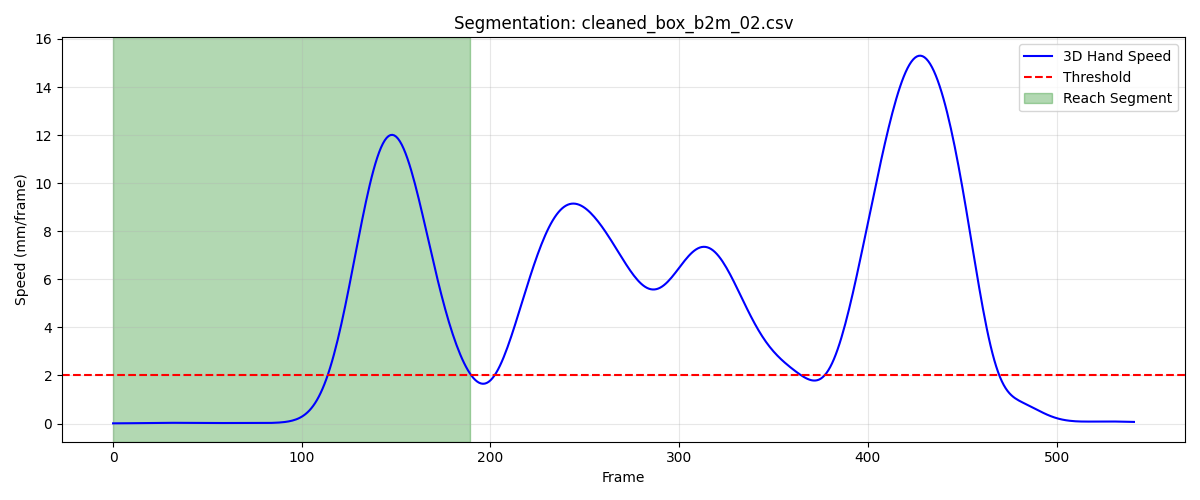 Segmentation: cleaned_box_b2m_02.csv
16
14
12
10
8
6
4
2
0
Speed (mm/frame)
3D Hand Speed
Threshold
Reach Segment
0 100 200 300 400 500
Frame